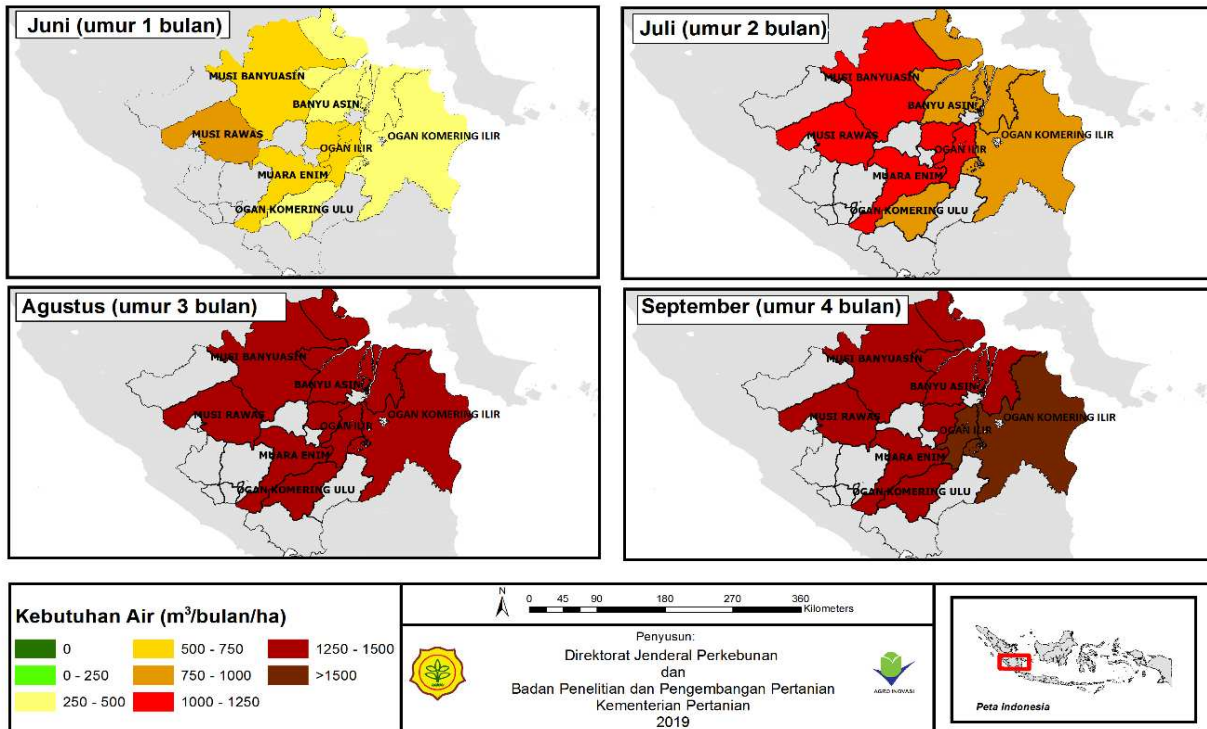 Juni (umur 1 bulan)
MUSI BANYUASIN
BANYU ASIN
MUSI RAWAS
OGAN KOMERING ILIR
OGAN ILIR
MUARA ENIM
OGAN KOMERING ULU
Juli (umur 2 bulan)
MUSI BANYUASIN
BANYU ASIN
MUSI RAWAS
OGAN KOMERING ILIR
OGAN ILIR
MUARA ENIM
OGAN KOMERING ULU
Agustus (umur 3 bulan)
MUSI BANYUASIN
BANYU ASIN
MUSI RAWAS
OGAN KOMERING ILIR
OGAN ILIR
MUARA ENIM
OGAN KOMERING ULU
September (umur 4 bulan)
MUSI BANYUASIN
BANYU ASIN
MUSI RAWAS
OGAN KOMERING ILIR
OGAN ILIR
MUARA ENIM
OGAN KOMERING ULU
Kebutuhan Air (m³/bulan/ha)
0
0 - 250
250 - 500
500 - 750
750 - 1000
1000 - 1250
1250 - 1500
>1500
N
0 45 90 180 270 360
Kilometers
Penyusun:
Direktorat Jenderal Perkebunan
dan
Badan Penelitian dan Pengembangan Pertanian
Kementerian Pertanian
2019
AGRO INOVASI
Peta Indonesia